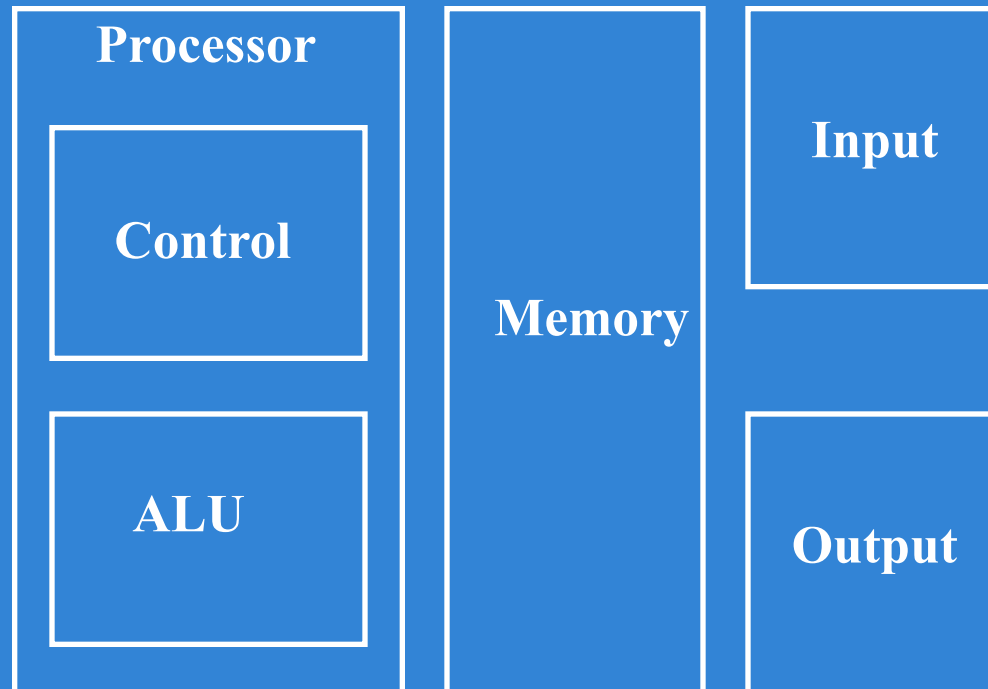 Processor
Control
ALU
Memory
Input
Output